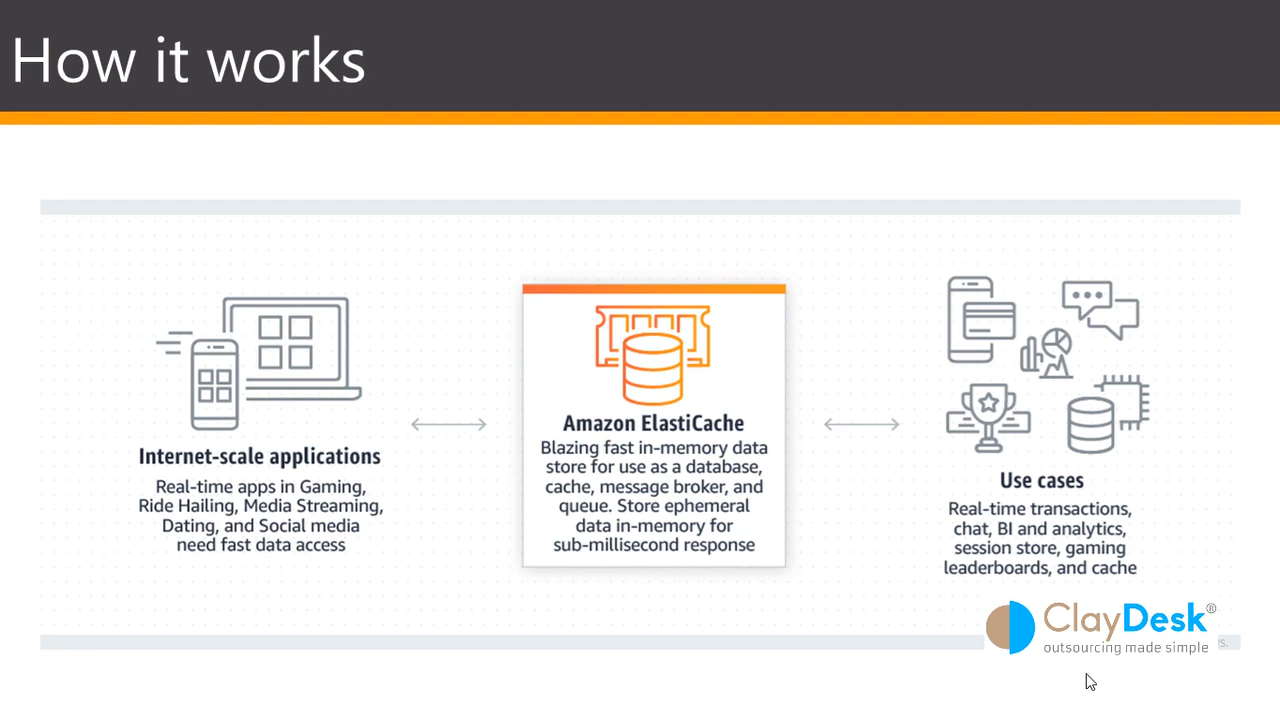 How it works
Internet-scale applications
Real-time apps in Gaming,
Ride Hailing, Media Streaming,
Dating, and Social media
need fast data access
Amazon ElastiCache
Blazing fast in-memory data
store for use as a database,
cache, message broker, and
queue. Store ephemeral
data in-memory for
sub-millisecond response
Use cases
Real-time transactions,
chat, BI and analytics,
session store, gaming
leaderboards, and cache
ClayDesk®
outsourcing made simple